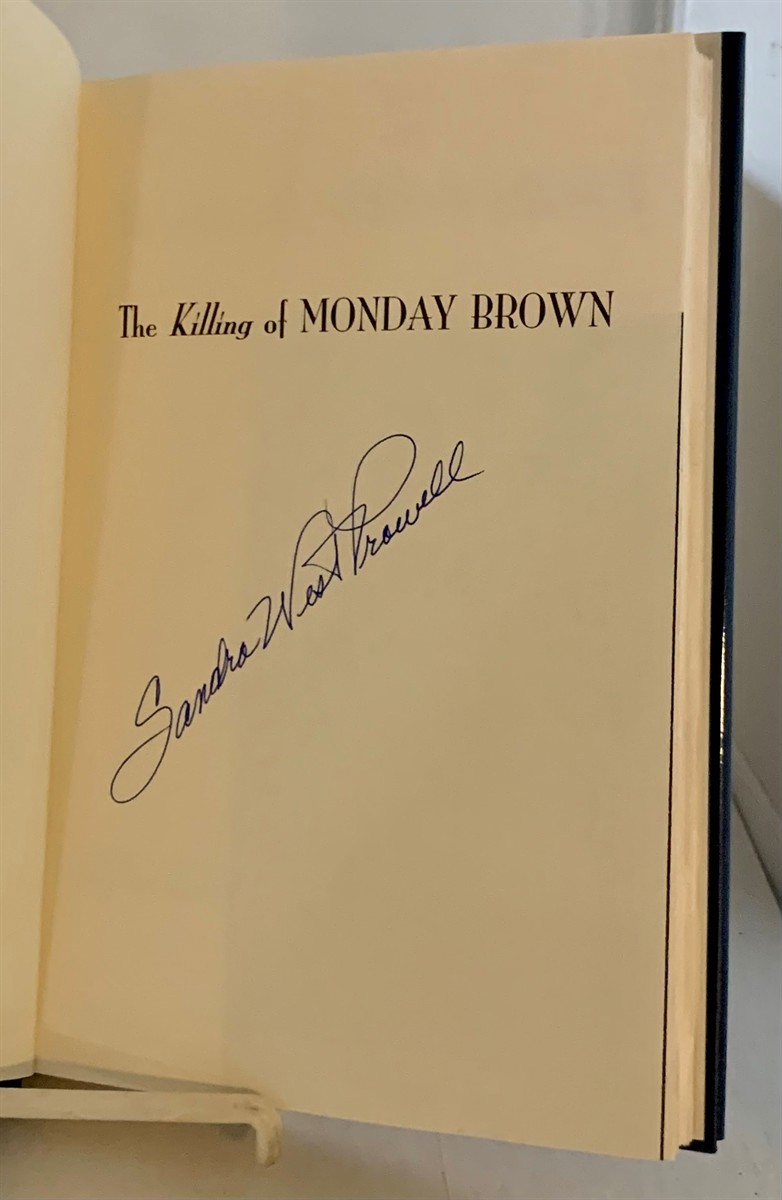 The Killing of MONDAY BROWN
Sandra West Prowell